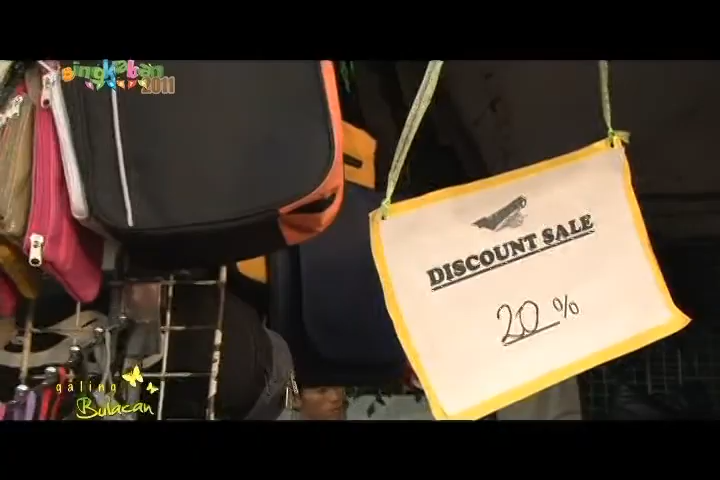 singkaban
2011
DISCOUNT SALE
20 %
galing
Bulacan